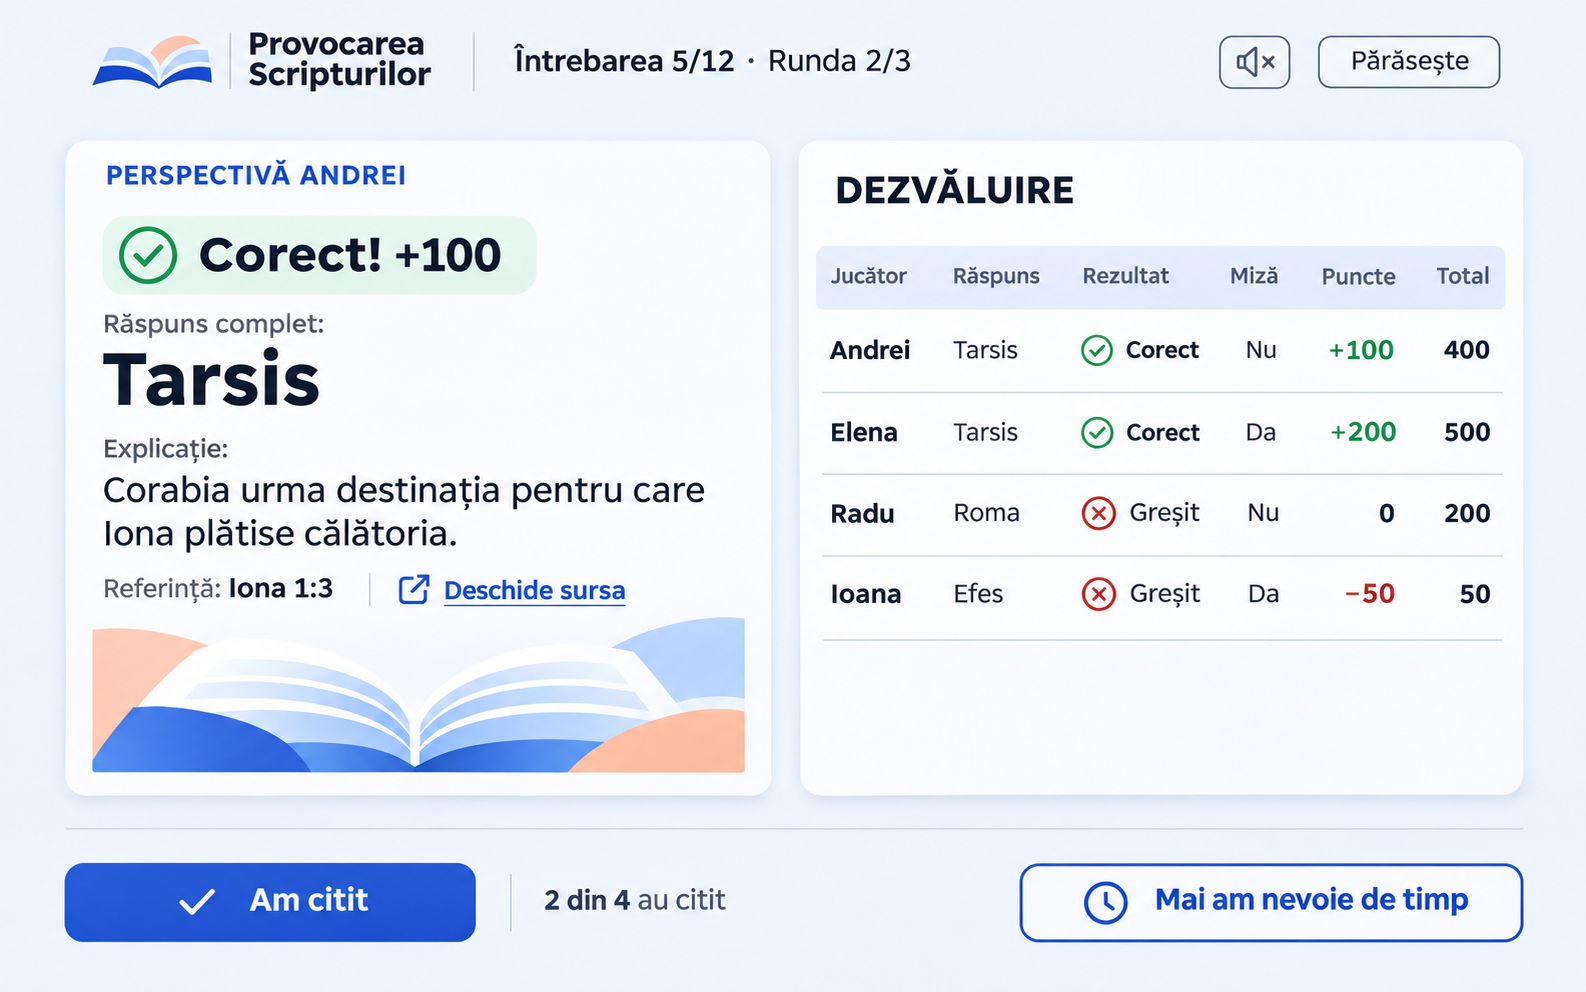 Provocarea
Scripturilor
Întrebarea 5/12 · Runda 2/3
Părăsește
PERSPECTIVĂ ANDREI
Corect! +100
Răspuns complet:
Tarsis
Explicație:
Corabia urma destinația pentru care
Iona plătise călătoria.
Referință: Iona 1:3
Deschide sursa
DEZVĂLUIRE
Jucător Răspuns Rezultat Miză Puncte Total
Andrei Tarsis Corect Nu +100 400
Elena Tarsis Corect Da +200 500
Radu Roma Greșit Nu 0 200
Ioana Efes Greșit Da −50 50
Am citit
2 din 4 au citit
Mai am nevoie de timp